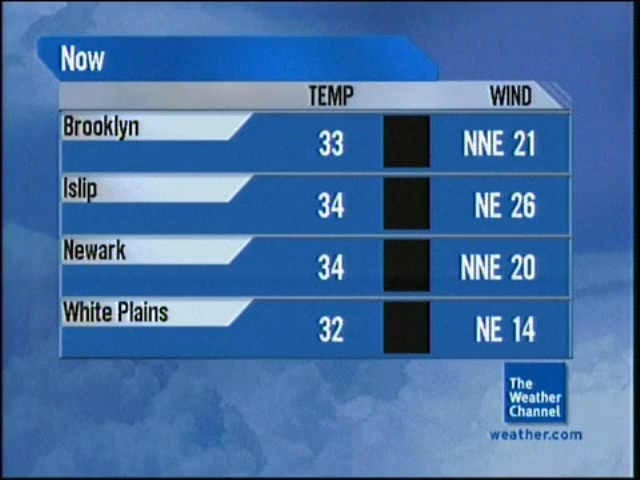 Now
TEMP WIND
Brooklyn 33 NNE 21
Islip 34 NE 26
Newark 34 NNE 20
White Plains 32 NE 14
The
Weather
Channel
weather.com